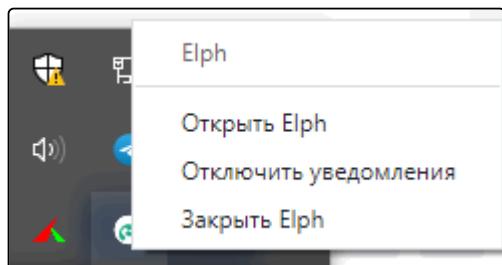 Elph
Открыть Elph
Отключить уведомления
Закрыть Elph